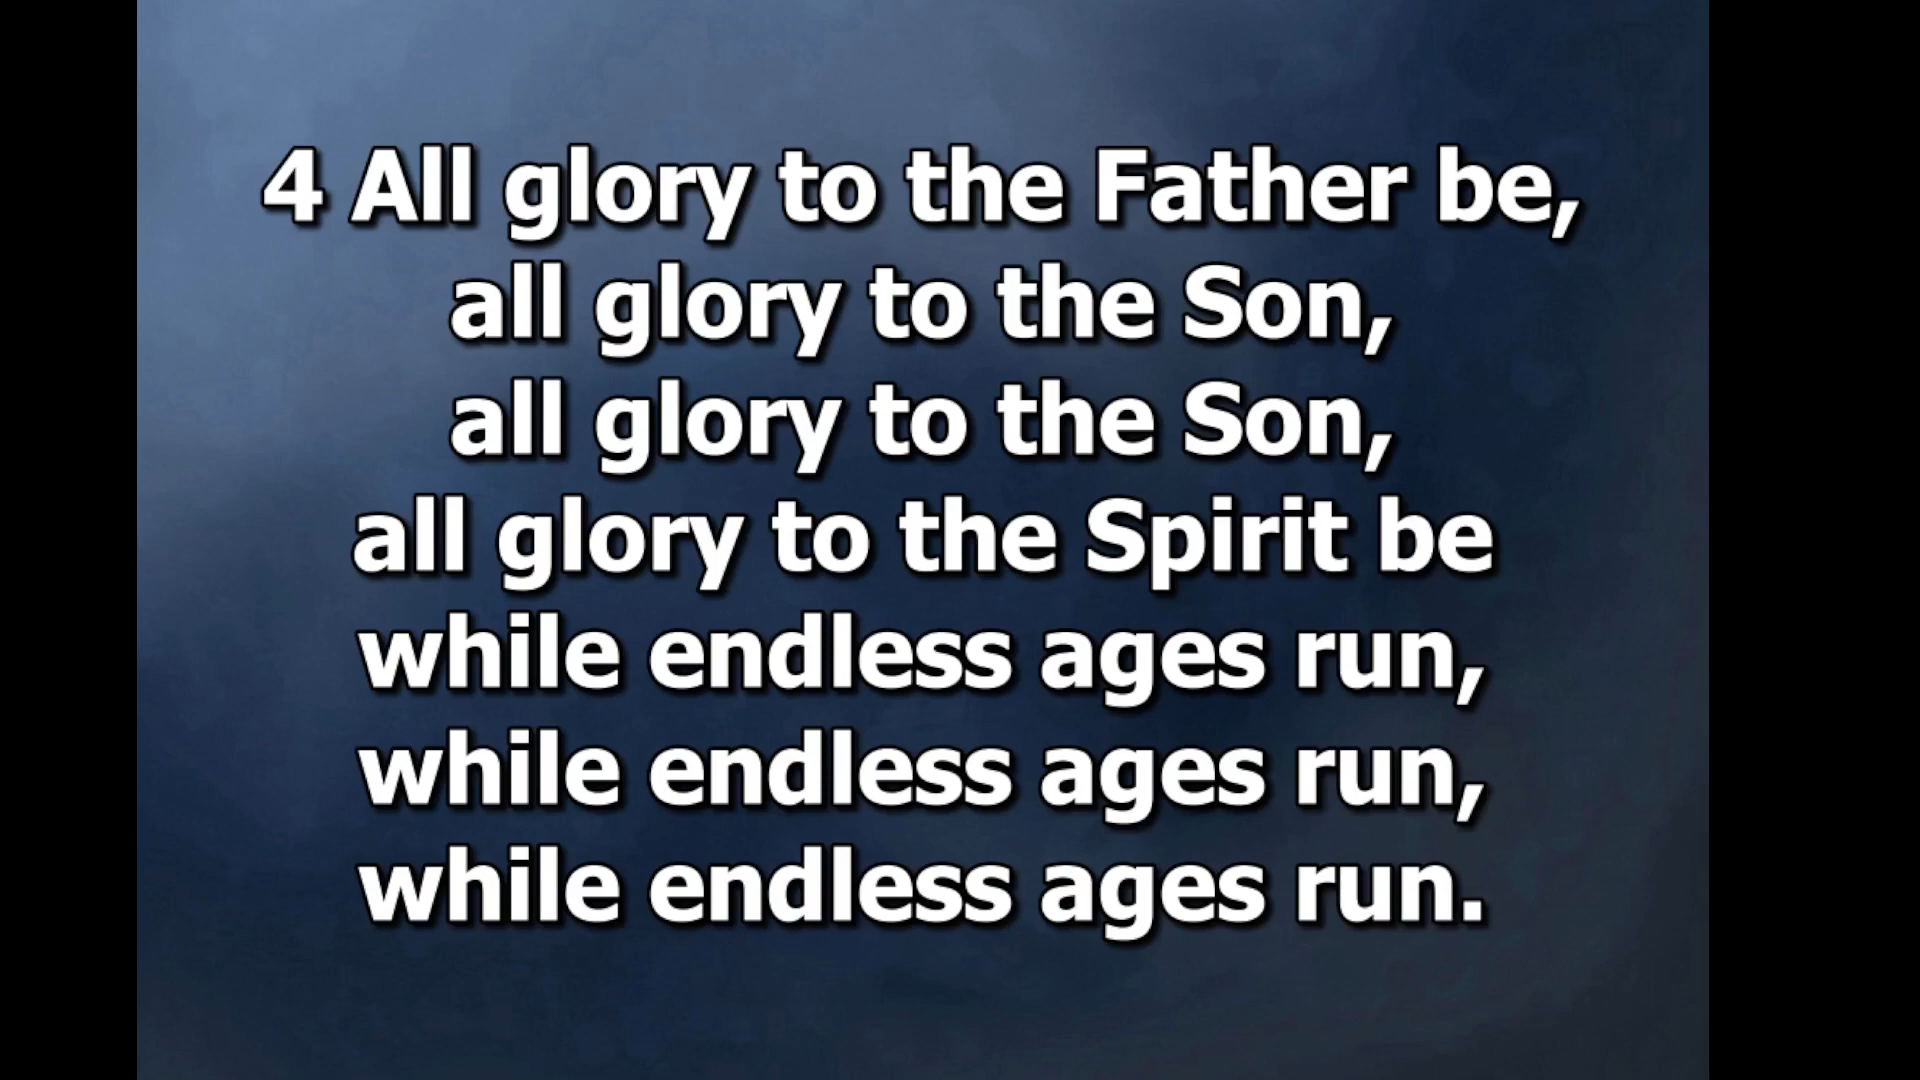 4 All glory to the Father be,
all glory to the Son,
all glory to the Son,
all glory to the Spirit be
while endless ages run,
while endless ages run,
while endless ages run.